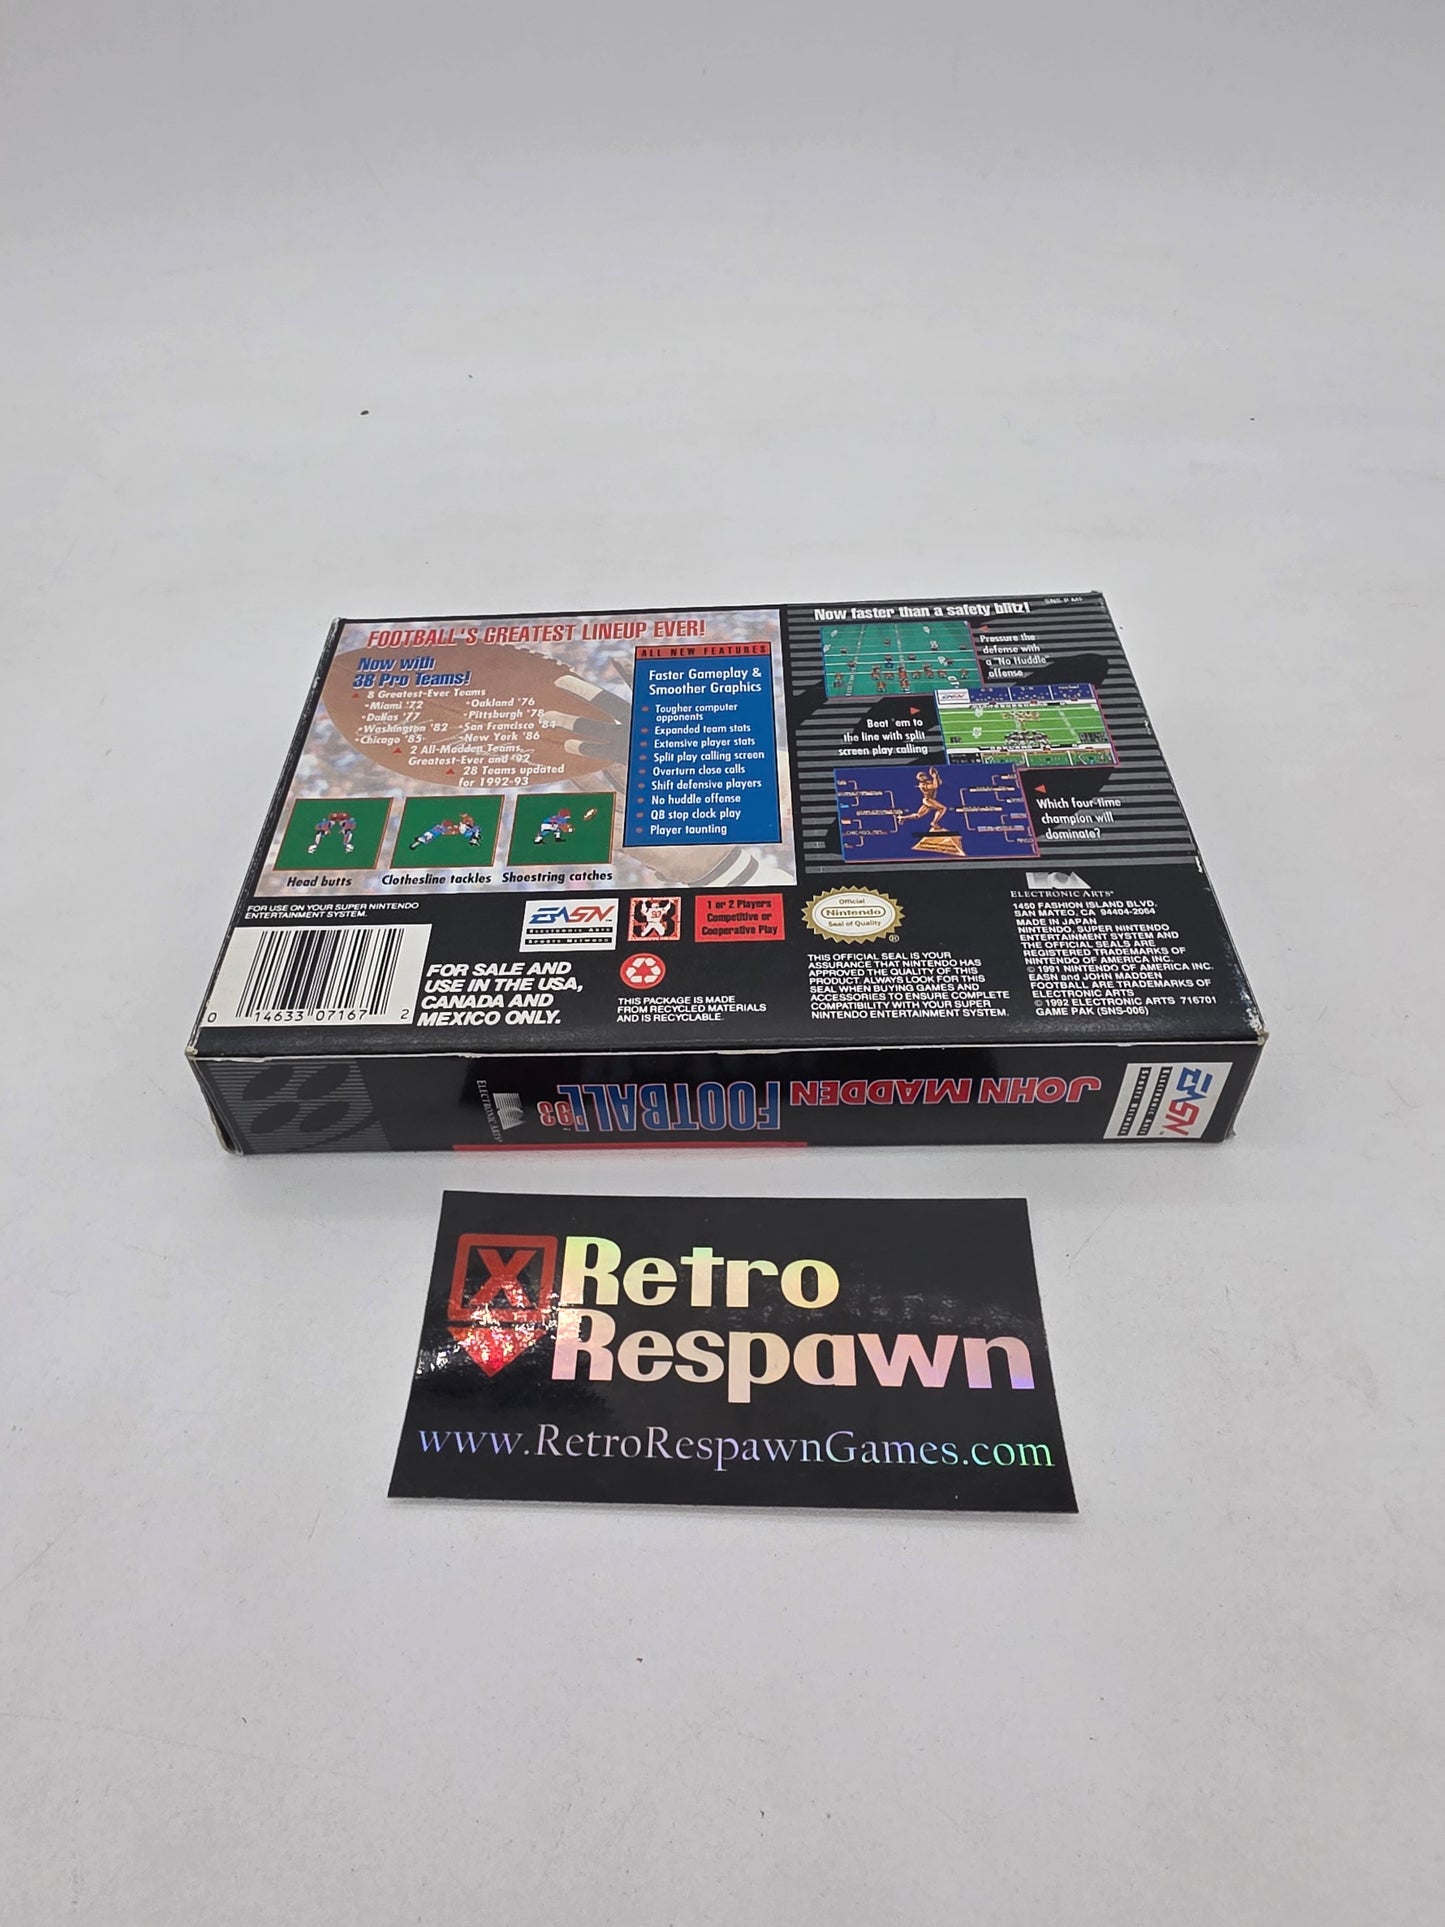 SNS-P-MF
FOOTBALL'S GREATEST LINEUP EVER!
Now with
38 Pro Teams!
8 Greatest-Ever Teams
•Miami '72
•Dallas '77
•Washington '82
•Chicago '85
•Oakland '76
•Pittsburgh '78
•San Francisco '84
•New York '86
2 All-Madden Teams,
Greatest-Ever and '92
28 Teams updated
for 1992-93
Head butts
Clothesline tackles
Shoestring catches
ALL NEW FEATURES
Faster Gameplay &
Smoother Graphics
Tougher computer
opponents
Expanded team stats
Extensive player stats
Split play calling screen
Overturn close calls
Shift defensive players
No huddle offense
QB stop clock play
Player taunting
Now faster than a safety blitz!
Pressure the
defense with
a "No Huddle"
offense
Beat 'em to
the line with split
screen play calling
Which four-time
champion will
dominate?
FOR USE ON YOUR SUPER NINTENDO
ENTERTAINMENT SYSTEM.
0 14633 07167 2
FOR SALE AND
USE IN THE USA,
CANADA AND
MEXICO ONLY.
EASN™
ELECTRONIC ARTS
SPORTS NETWORK
1 or 2 Players
Competitive or
Cooperative Play
THIS PACKAGE IS MADE
FROM RECYCLED MATERIALS
AND IS RECYCLABLE.
Official
Nintendo
Seal of Quality
®
THIS OFFICIAL SEAL IS YOUR
ASSURANCE THAT NINTENDO HAS
APPROVED THE QUALITY OF THIS
PRODUCT. ALWAYS LOOK FOR THIS
SEAL WHEN BUYING GAMES AND
ACCESSORIES TO ENSURE COMPLETE
COMPATIBILITY WITH YOUR SUPER
NINTENDO ENTERTAINMENT SYSTEM.
ELECTRONIC ARTS®
1450 FASHION ISLAND BLVD.
SAN MATEO, CA 94404-2064
MADE IN JAPAN
NINTENDO, SUPER NINTENDO
ENTERTAINMENT SYSTEM AND
THE OFFICIAL SEALS ARE
REGISTERED TRADEMARKS OF
NINTENDO OF AMERICA INC.
© 1991 NINTENDO OF AMERICA INC.
EASN and JOHN MADDEN
FOOTBALL ARE TRADEMARKS OF
ELECTRONIC ARTS
© 1992 ELECTRONIC ARTS 716701
GAME PAK (SNS-006)
EASN™
ELECTRONIC ARTS
SPORTS NETWORK
JOHN MADDEN
FOOTBALL '93
ELECTRONIC ARTS®
X Retro
Respawn
www.RetroRespawnGames.com